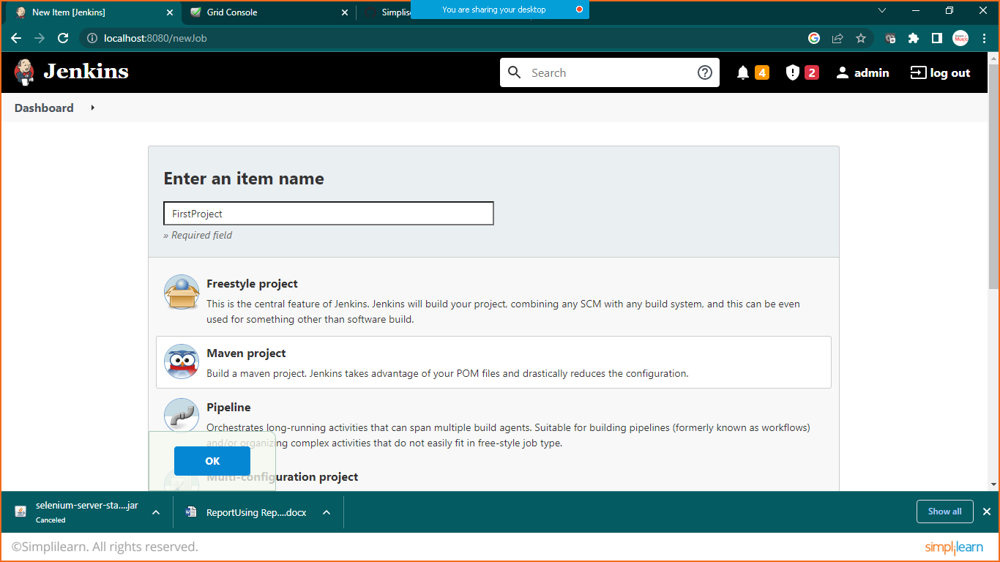 New Item [Jenkins]
Grid Console
Simplise
You are sharing your desktop
localhost:8080/newJob
Jenkins
Search
4
2
admin
log out
Dashboard
Enter an item name
FirstProject
» Required field
Freestyle project
This is the central feature of Jenkins. Jenkins will build your project, combining any SCM with any build system, and this can be even
used for something other than software build.
Maven project
Build a maven project. Jenkins takes advantage of your POM files and drastically reduces the configuration.
Pipeline
Orchestrates long-running activities that can span multiple build agents. Suitable for building pipelines (formerly known as workflows)
and/or organizing complex activities that do not easily fit in free-style job type.
OK
Multi-configuration project
selenium-server-sta....jar
Canceled
ReportUsing Rep....docx
Show all
©Simplilearn. All rights reserved.
simplilearn